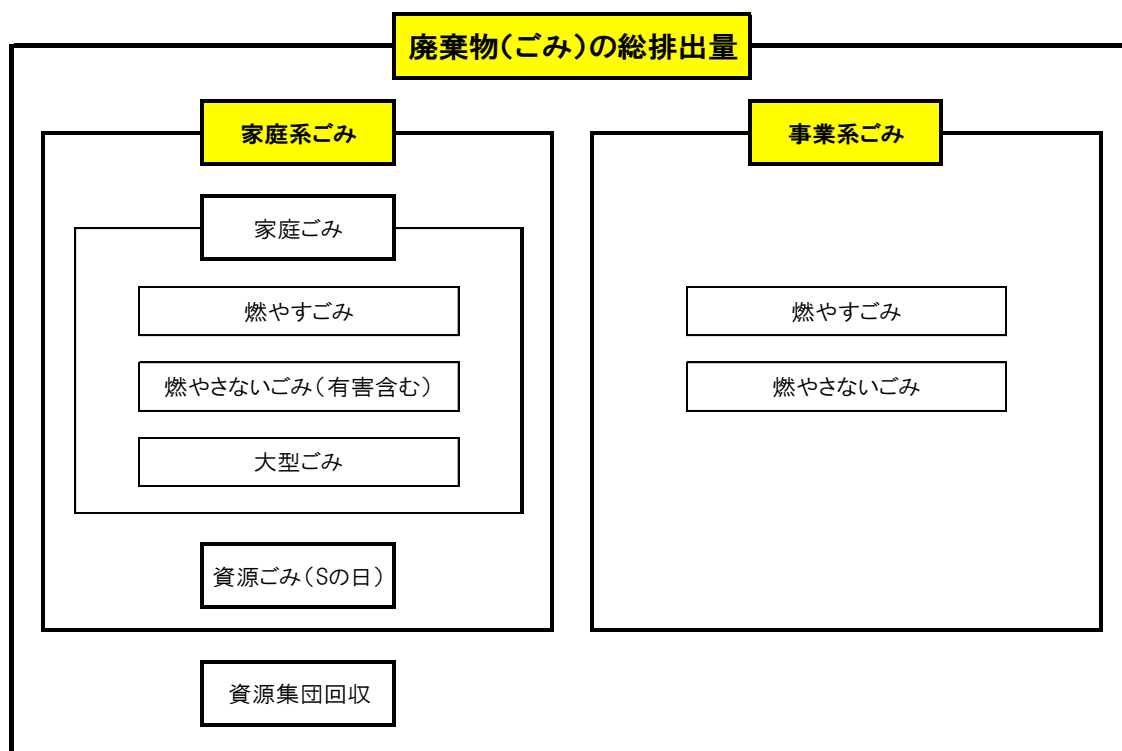 廃棄物（ごみ）の総排出量
家庭系ごみ
家庭ごみ
燃やすごみ
燃やさないごみ（有害含む）
大型ごみ
資源ごみ（Sの日）
資源集団回収
事業系ごみ
燃やすごみ
燃やさないごみ